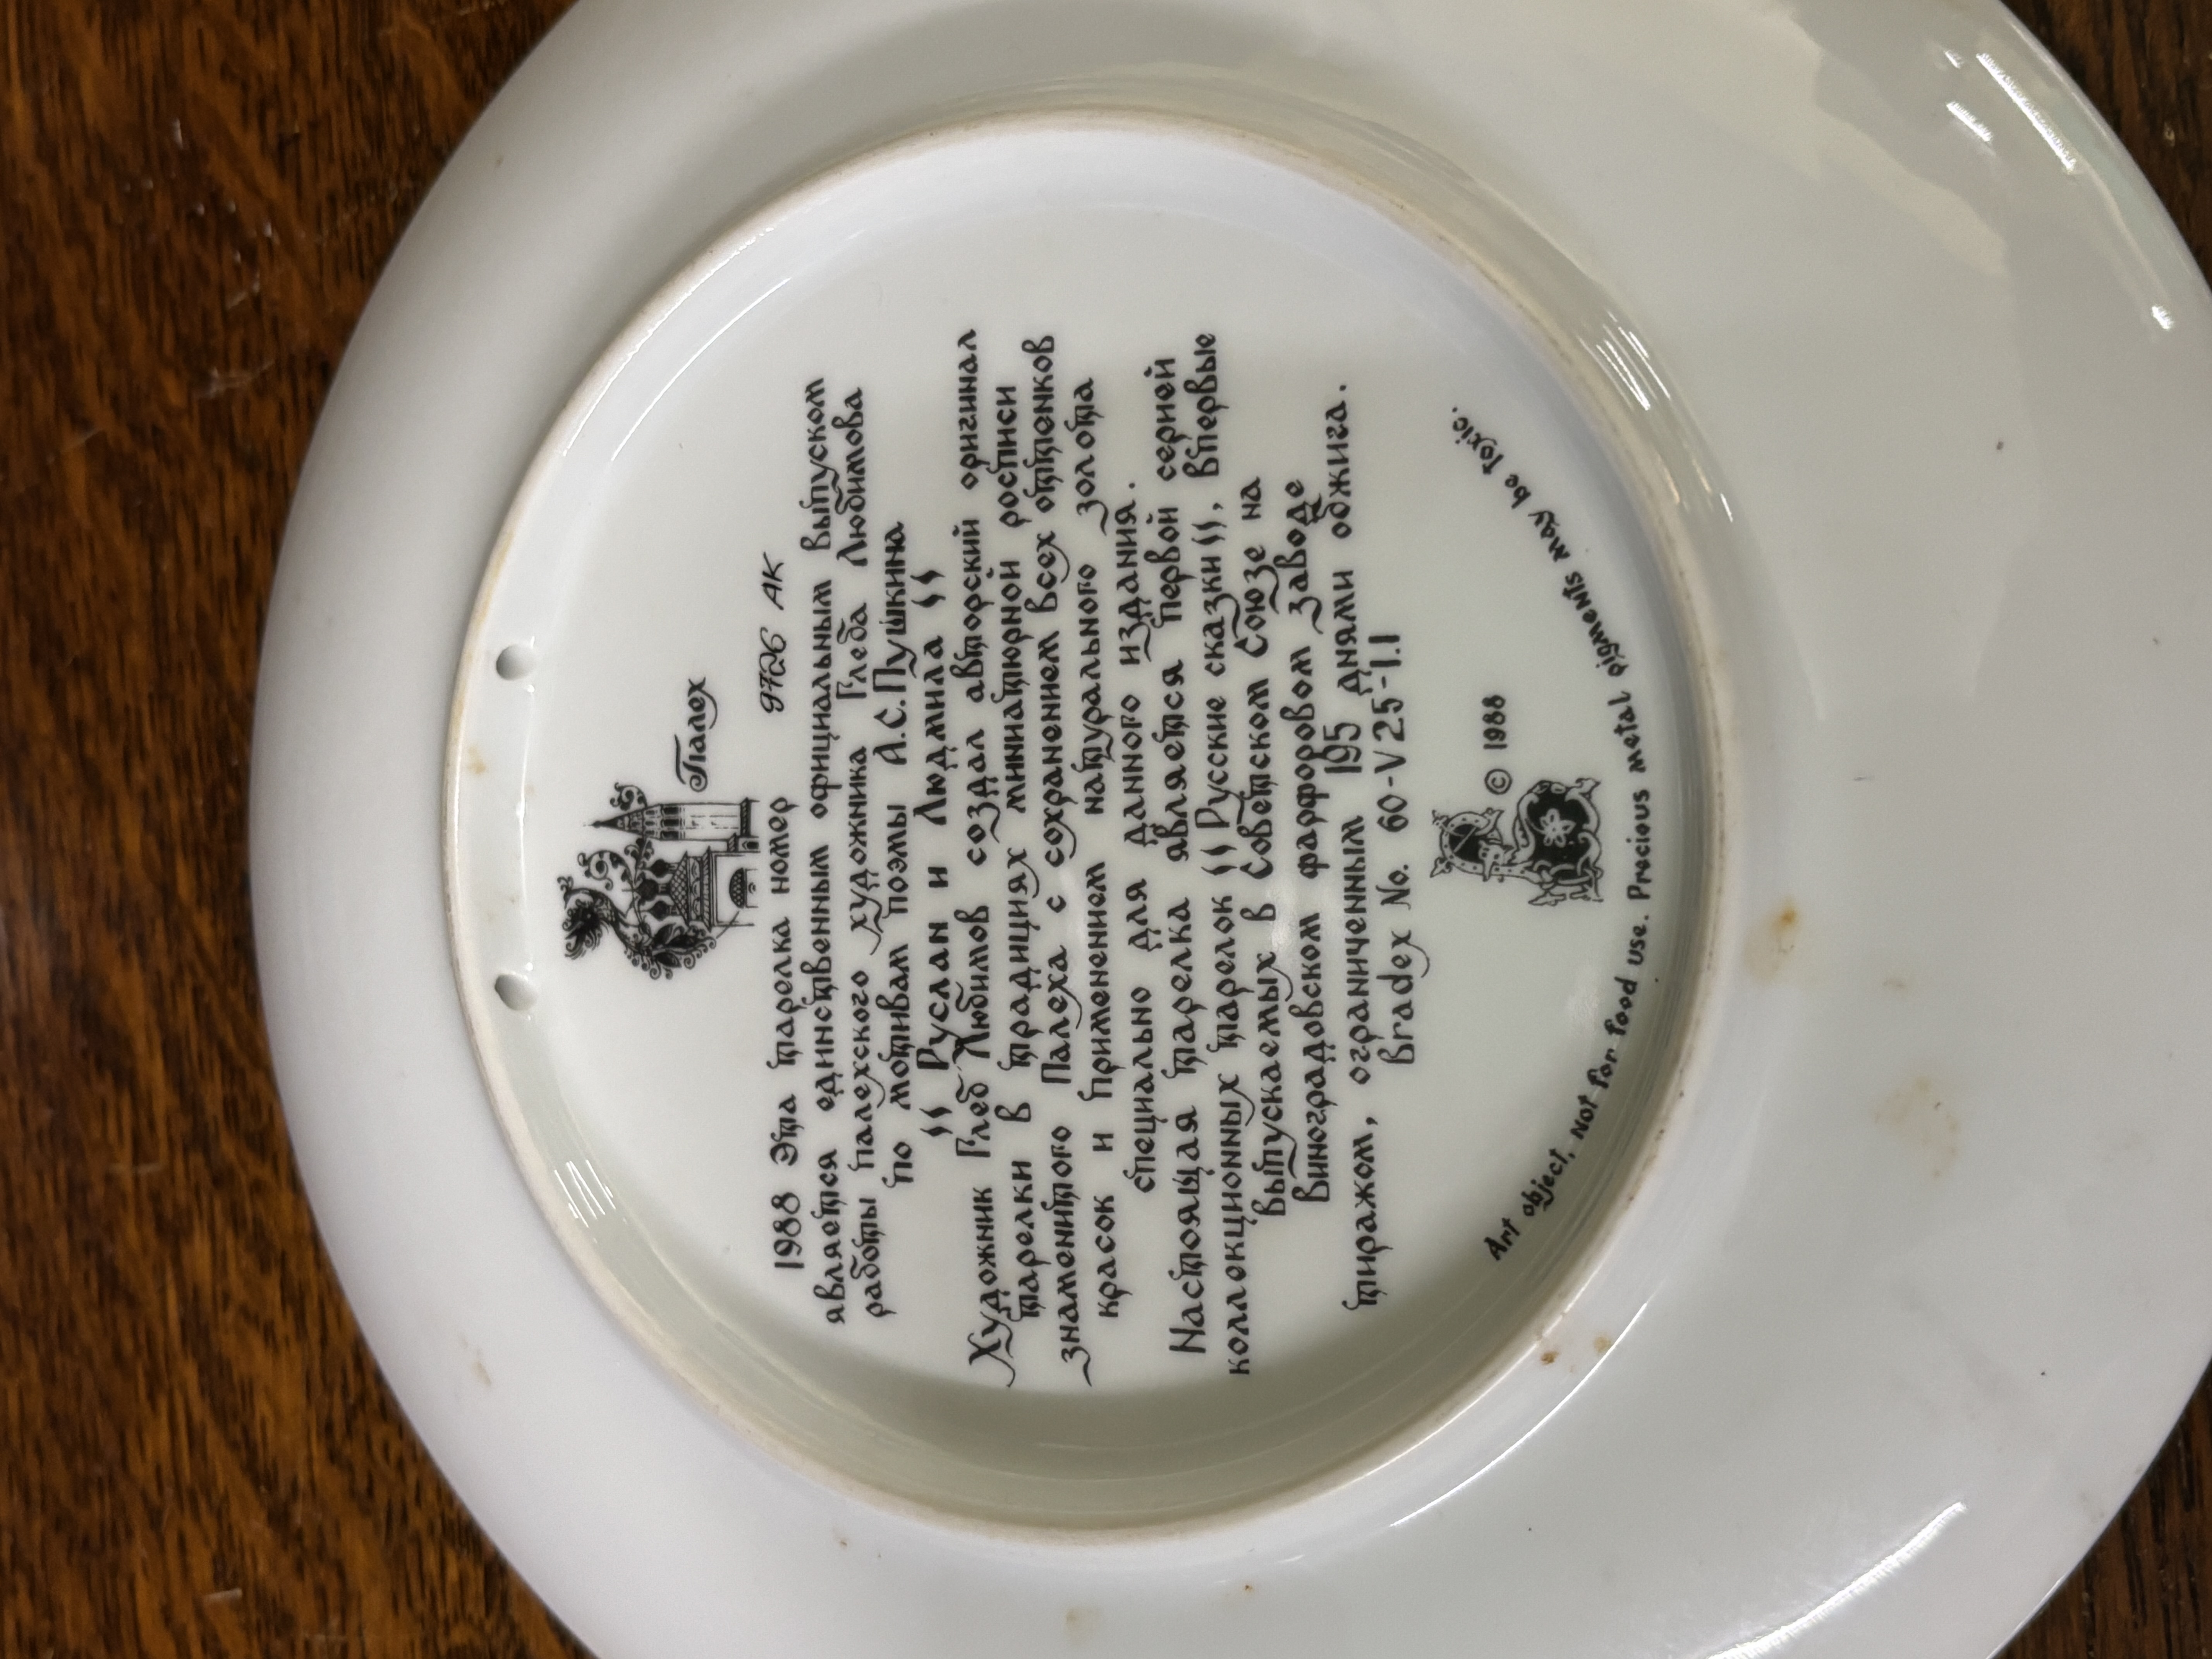 Палех
1988 Эта тарелка номер 9726 АК
является единственным официальным выпуском
работы палехского художника Глеба Любимова
по мотивам поэмы А.С.Пушкина
"Руслан и Людмила"
Художник Глеб Любимов создал авторский оригинал
тарелки в традициях миниатюрной росписи
знаменитого Палеха с сохранением всех оттенков
красок и применением натурального золота
специально для данного издания.
Настоящая тарелка является первой серией
коллекционных тарелок "Русские сказки", впервые
выпускаемых в Советском Союзе на
Виноградовском фарфоровом заводе
тиражом, ограниченным 195 днями обжига.
Bradex No. 60-V25-1.1
© 1988
Art object, Not for food use. Precious metal pigments may be toxic.